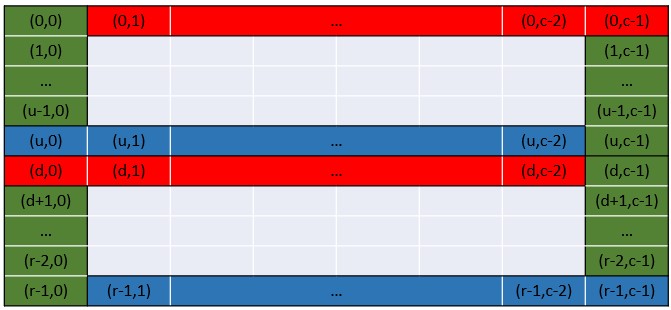 (0,0) (0,1) ... (0,c-2) (0,c-1)
(1,0) (1,c-1)
... ...
(u-1,0) (u-1,c-1)
(u,0) (u,1) ... (u,c-2) (u,c-1)
(d,0) (d,1) ... (d,c-2) (d,c-1)
(d+1,0) (d+1,c-1)
... ...
(r-2,0) (r-2,c-1)
(r-1,0) (r-1,1) ... (r-1,c-2) (r-1,c-1)